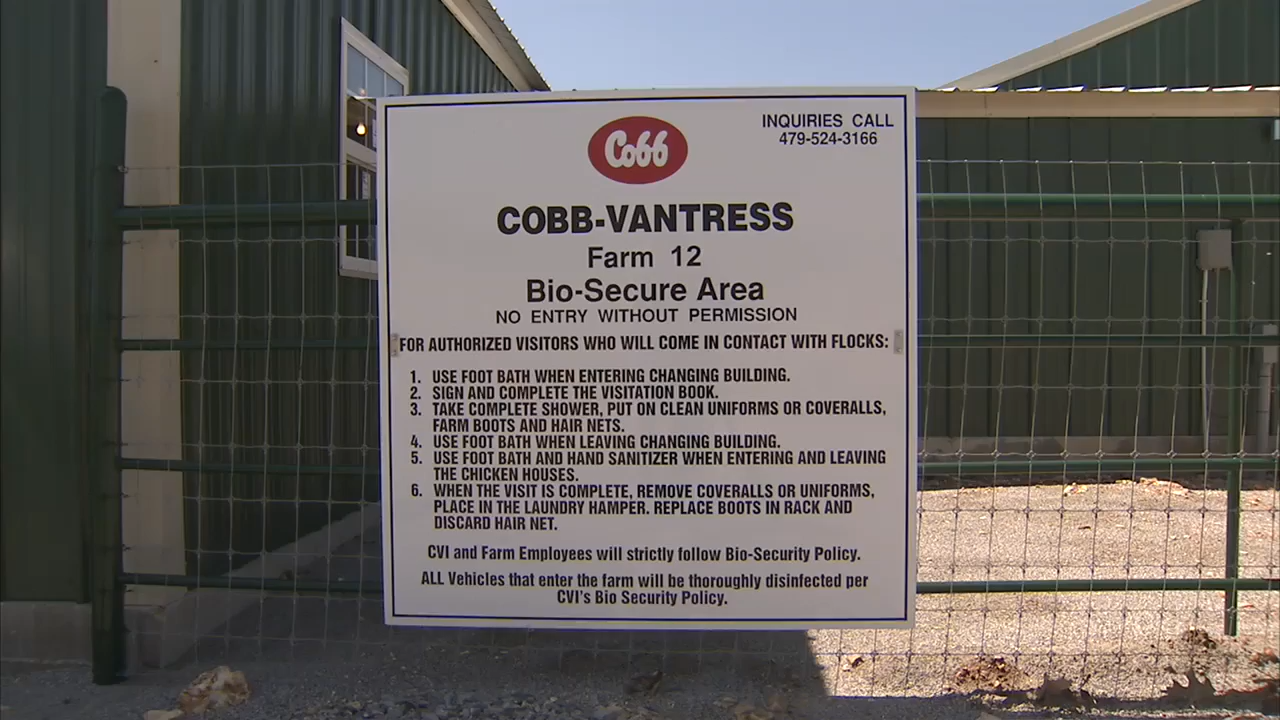 Cobb
INQUIRIES CALL
479-524-3166
COBB-VANTRESS
Farm 12
Bio-Secure Area
NO ENTRY WITHOUT PERMISSION
FOR AUTHORIZED VISITORS WHO WILL COME IN CONTACT WITH FLOCKS:
1. USE FOOT BATH WHEN ENTERING CHANGING BUILDING.
2. SIGN AND COMPLETE THE VISITATION BOOK.
3. TAKE COMPLETE SHOWER, PUT ON CLEAN UNIFORMS OR COVERALLS,
FARM BOOTS AND HAIR NETS.
4. USE FOOT BATH WHEN LEAVING CHANGING BUILDING.
5. USE FOOT BATH AND HAND SANITIZER WHEN ENTERING AND LEAVING
THE CHICKEN HOUSES.
6. WHEN THE VISIT IS COMPLETE, REMOVE COVERALLS OR UNIFORMS,
PLACE IN THE LAUNDRY HAMPER. REPLACE BOOTS IN RACK AND
DISCARD HAIR NET.
CVI and Farm Employees will strictly follow Bio-Security Policy.
ALL Vehicles that enter the farm will be thoroughly disinfected per
CVI's Bio Security Policy.